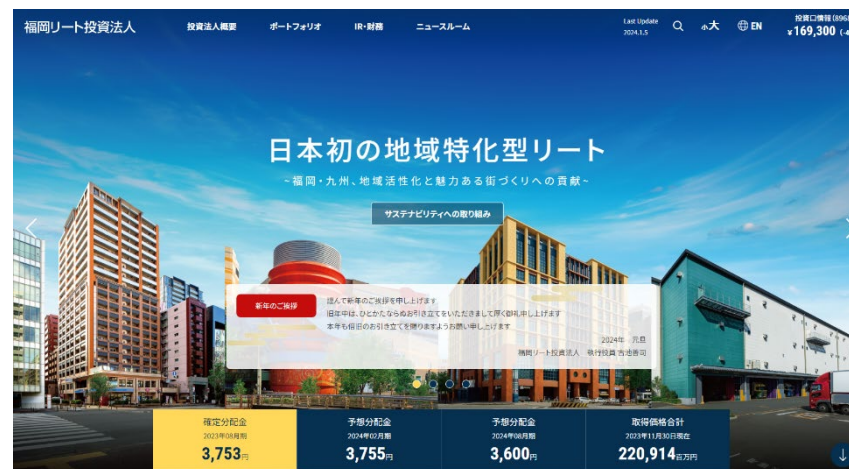 福岡リート投資法人
投資法人概要
ポートフォリオ
IR・財務
ニュースルーム
Last Update
2024.1.5
小大
EN
投資口情報 (896
¥169,300 (-4
日本初の地域特化型リート
~福岡・九州、地域活性化と魅力ある街づくりへの貢献~
サステナビリティへの取り組み
新年のご挨拶
謹んで新年のご挨拶を申し上げます
旧年中は、ひとかたならぬお引き立てをいただきまして厚く御礼申し上げます
本年も倍旧のお引き立てを賜りますようお願い申し上げます
2024年 元旦
福岡リート投資法人 執行役員 古池善司
確定分配金
2023年08月期
3,753円
予想分配金
2024年02月期
3,755円
予想分配金
2024年08月期
3,600円
取得価格合計
2023年11月30日現在
220,914百万円